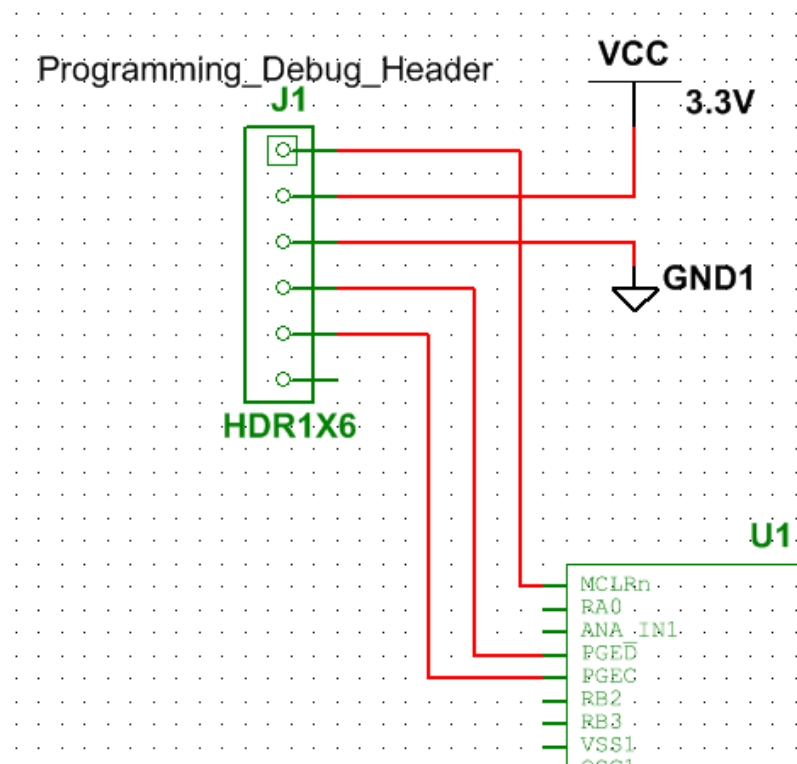 VCC
Programming_Debug_Header
3.3V
J1
GND1
HDR1X6
U1
MCLRn
RA0
ANA_IN1
PGED
PGEC
RB2
RB3
VSS1